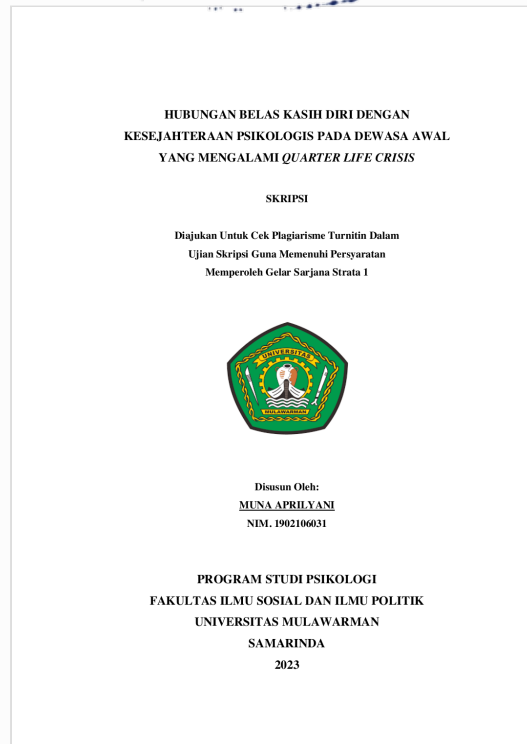 HUBUNGAN BELAS KASIH DIRI DENGAN
KESEJAHTERAAN PSIKOLOGIS PADA DEWASA AWAL
YANG MENGALAMI QUARTER LIFE CRISIS
SKRIPSI
Diajukan Untuk Cek Plagiarisme Turnitin Dalam
Ujian Skripsi Guna Memenuhi Persyaratan
Memperoleh Gelar Sarjana Strata 1
UNIVERSITAS
MULAWARMAN
Disusun Oleh:
MUNA APRILYANI
NIM. 1902106031
PROGRAM STUDI PSIKOLOGI
FAKULTAS ILMU SOSIAL DAN ILMU POLITIK
UNIVERSITAS MULAWARMAN
SAMARINDA
2023